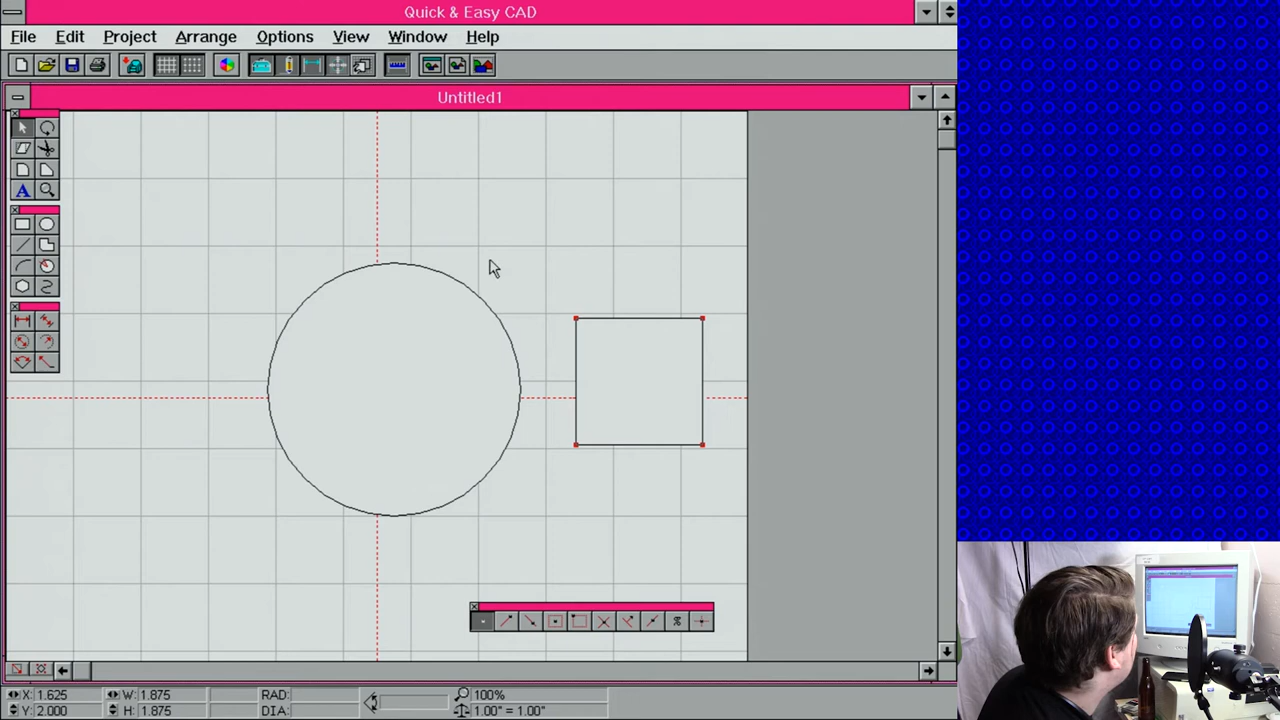 Quick & Easy CAD
File Edit Project Arrange Options View Window Help
Untitled1
A
X: 1.625 W: 1.875 RAD: 100%
Y: 2.000 H: 1.875 DIA: 1.00" = 1.00"